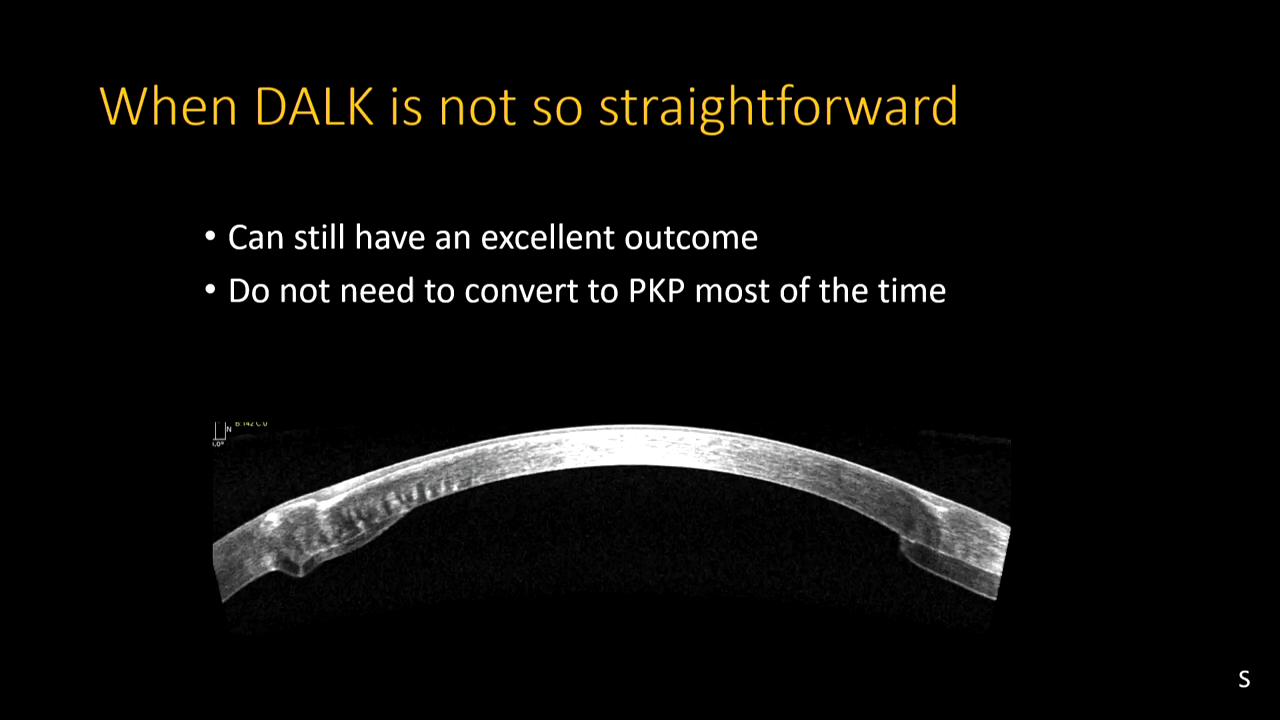 When DALK is not so straightforward
• Can still have an excellent outcome
• Do not need to convert to PKP most of the time
N
S